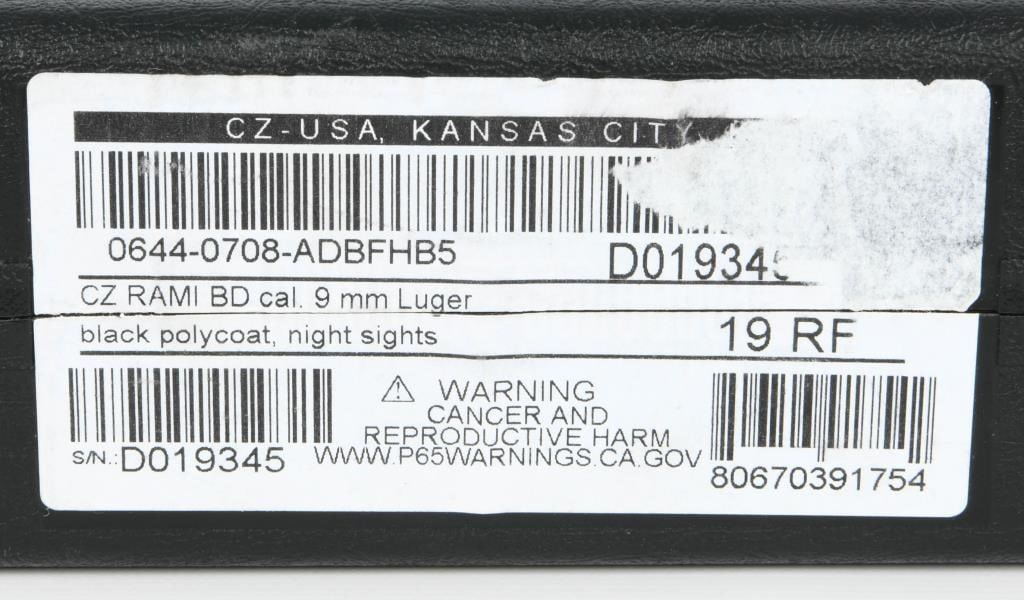 CZ-USA, KANSAS CITY,
0644-0708-ADBFHB5 D019345
CZ RAMI BD cal. 9 mm Luger
black polycoat, night sights 19 RF
⚠ WARNING
CANCER AND
REPRODUCTIVE HARM
WWW.P65WARNINGS.CA.GOV
S/N.:D019345
80670391754